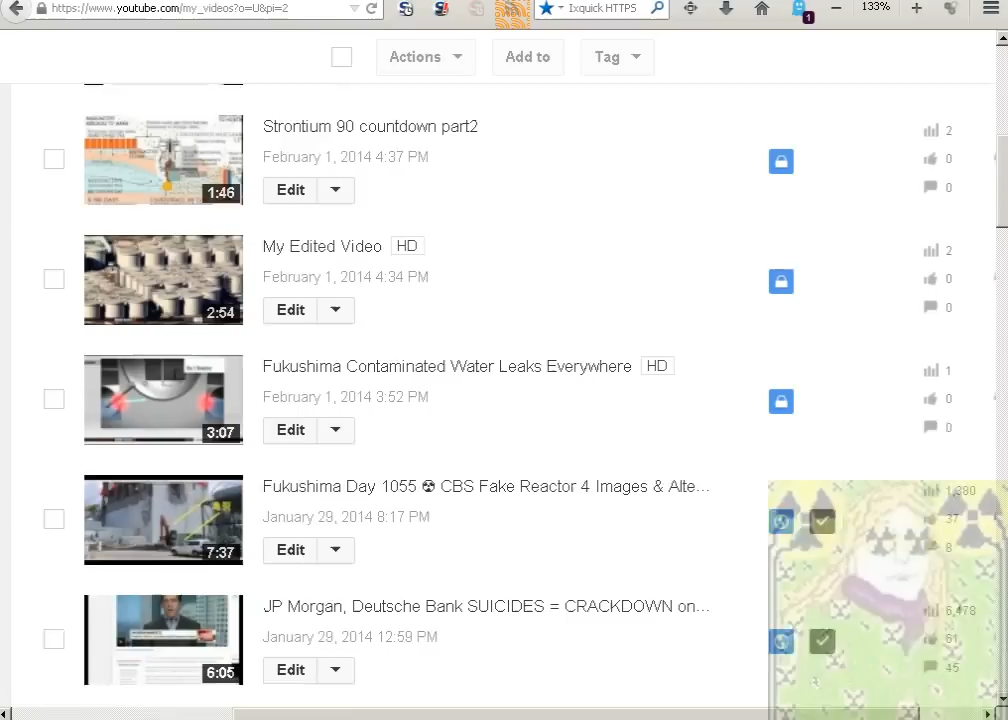 https://www.youtube.com/my_videos?o=U&pi=2
Ixquick HTTPS
1
133%
Actions
Add to
Tag
Strontium 90 countdown part2
February 1, 2014 4:37 PM
1:46
Edit
2
0
0
My Edited Video HD
February 1, 2014 4:34 PM
2:54
Edit
2
0
0
Fukushima Contaminated Water Leaks Everywhere HD
February 1, 2014 3:52 PM
3:07
Edit
1
0
0
Fukushima Day 1055 ☢ CBS Fake Reactor 4 Images & Alte...
January 29, 2014 8:17 PM
7:37
Edit
1,380
37
8
JP Morgan, Deutsche Bank SUICIDES = CRACKDOWN on...
January 29, 2014 12:59 PM
6:05
Edit
6,478
61
45